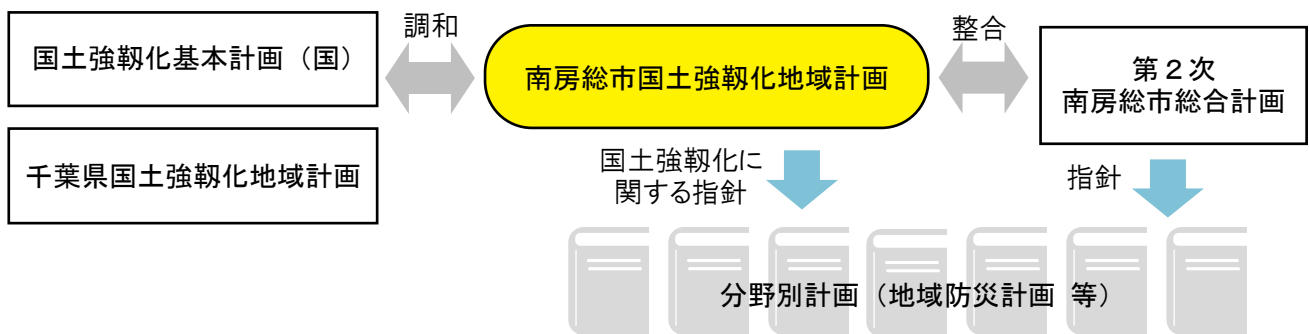 調和
整合
国土強靱化基本計画（国）
南房総市国土強靱化地域計画
第２次
南房総市総合計画
千葉県国土強靱化地域計画
国土強靱化に
関する指針
指針
分野別計画（地域防災計画 等）